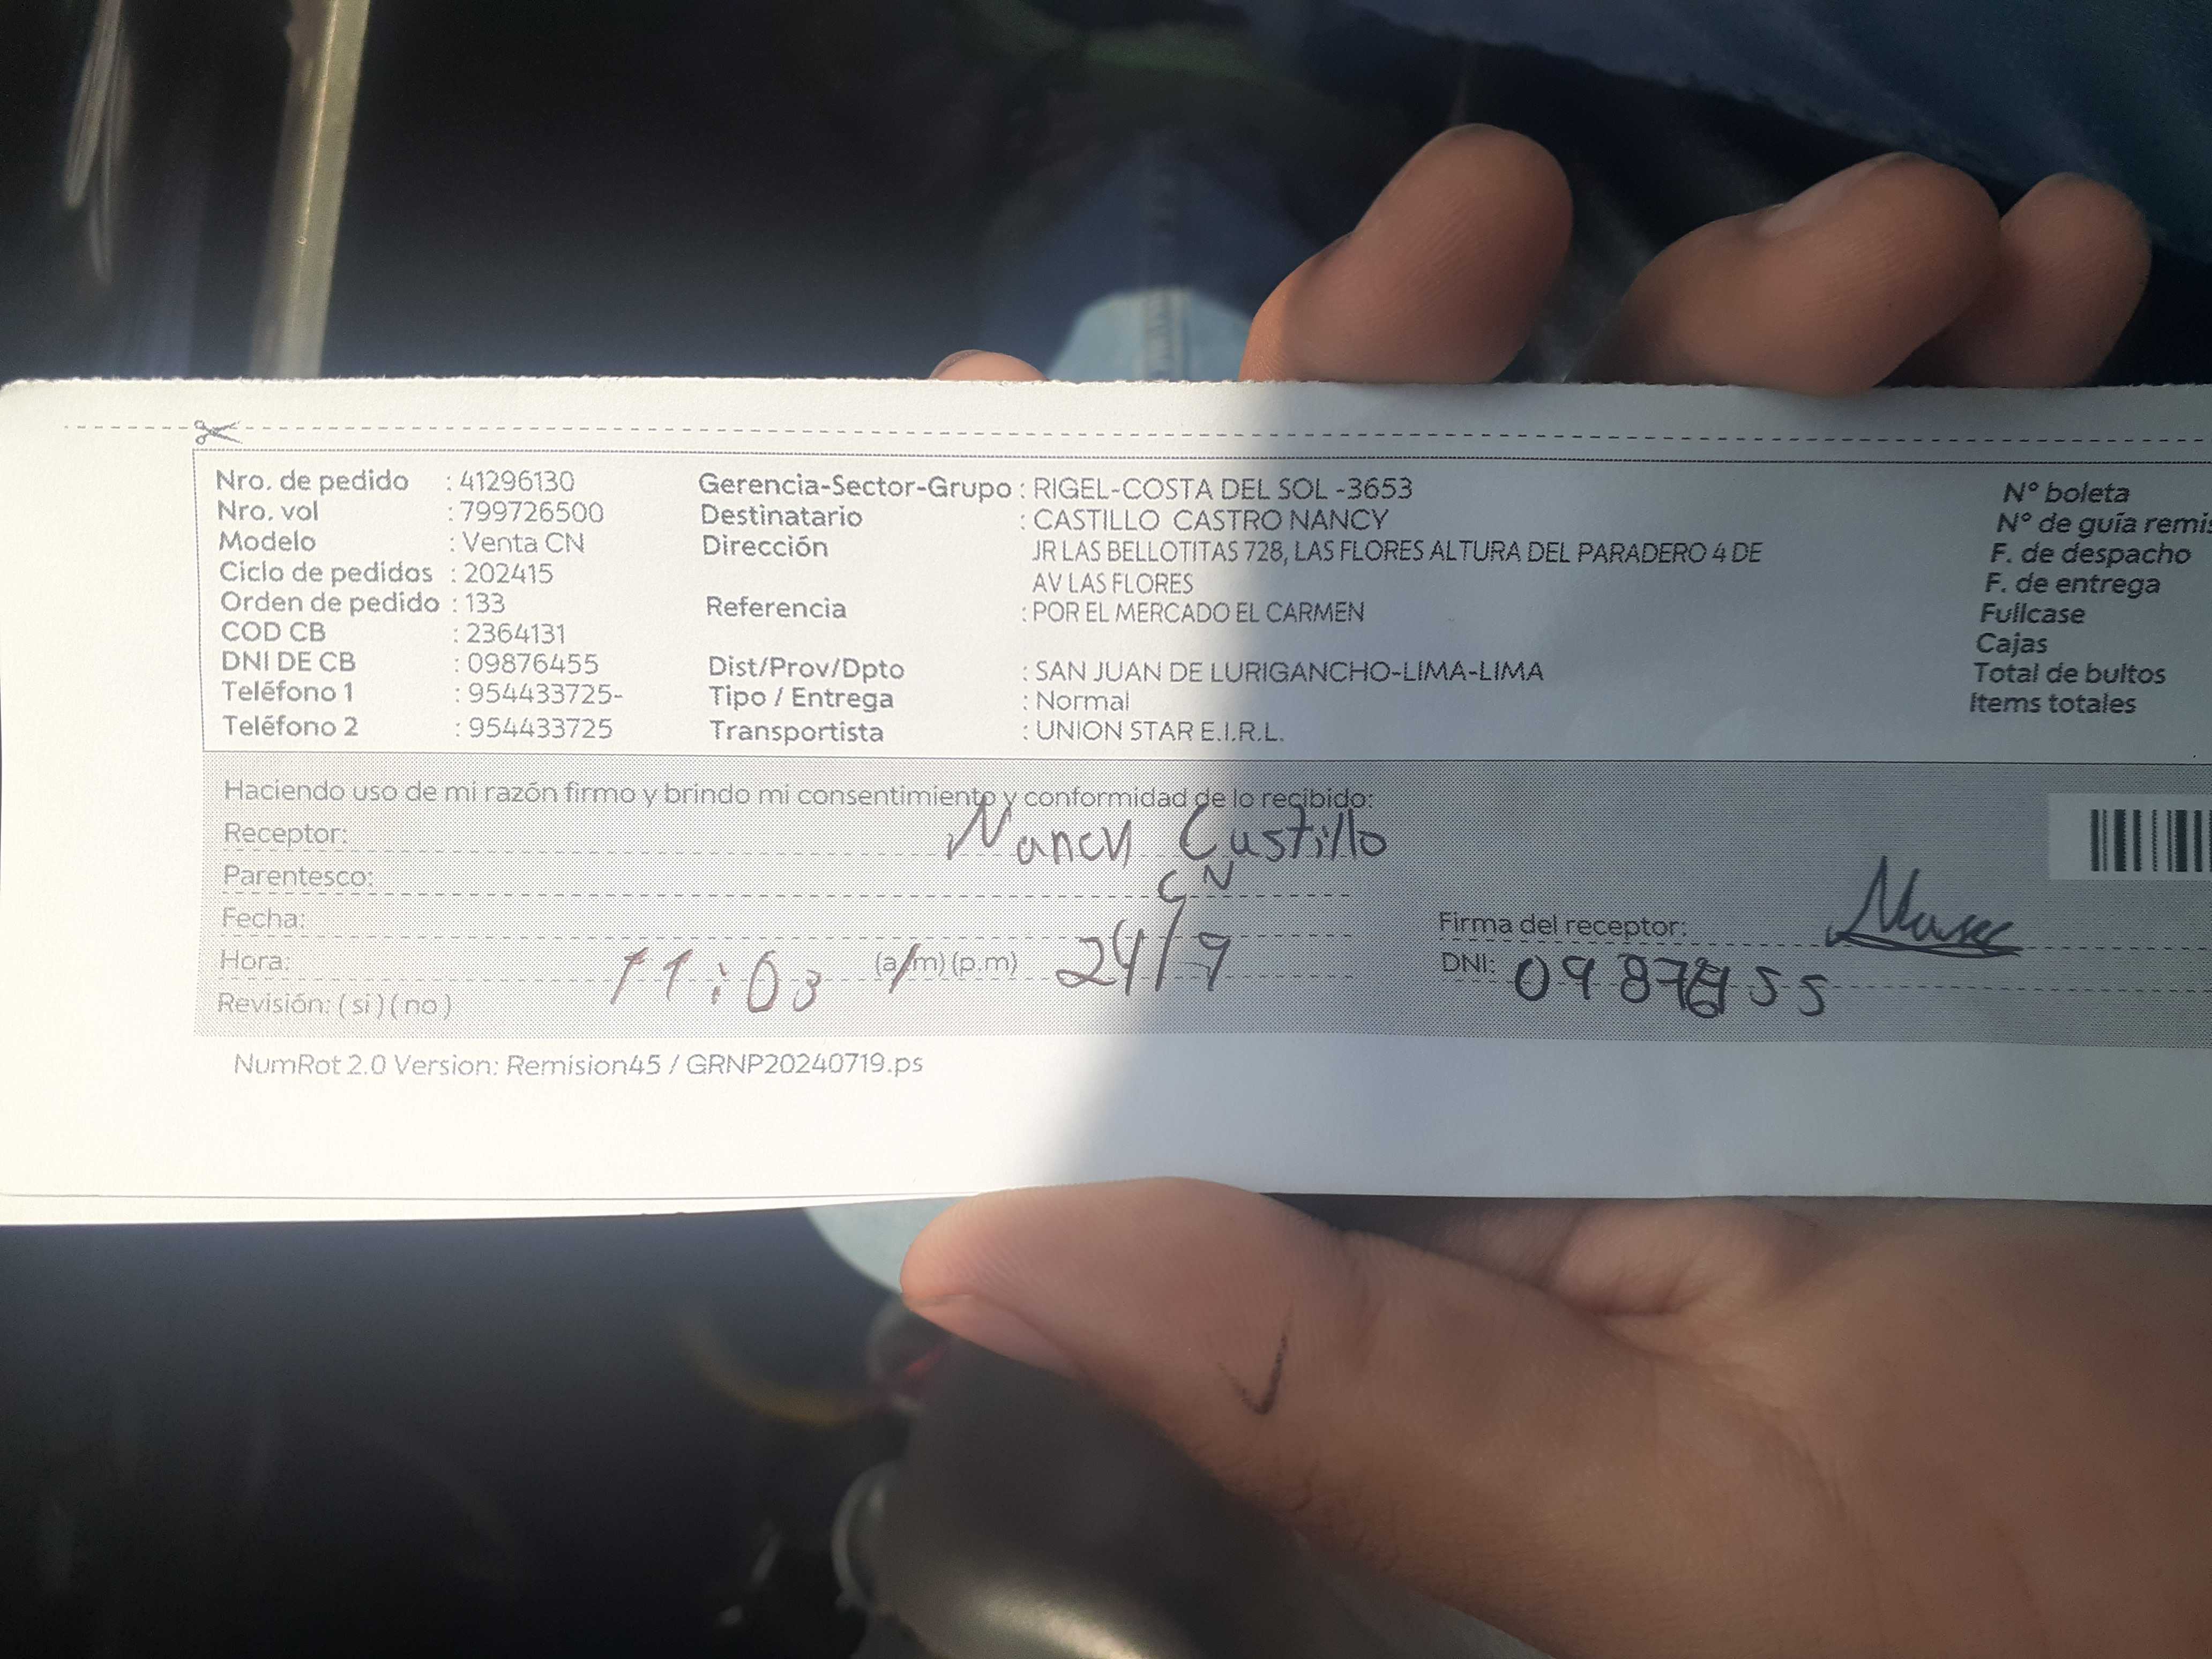 Nro. de pedido : 41296130 Gerencia-Sector-Grupo : RIGEL-COSTA DEL SOL -3653 N° boleta
Nro. vol : 799726500 Destinatario : CASTILLO CASTRO NANCY N° de guía remis
Modelo : Venta CN Dirección JR LAS BELLOTITAS 728, LAS FLORES ALTURA DEL PARADERO 4 DE F. de despacho
Ciclo de pedidos : 202415 AV LAS FLORES F. de entrega
Orden de pedido : 133 Referencia : POR EL MERCADO EL CARMEN Fullcase
COD CB : 2364131 Cajas
DNI DE CB : 09876455 Dist/Prov/Dpto : SAN JUAN DE LURIGANCHO-LIMA-LIMA Total de bultos
Teléfono 1 : 954433725- Tipo / Entrega : Normal Items totales
Teléfono 2 : 954433725 Transportista : UNION STAR E.I.R.L.
Haciendo uso de mi razón firmo y brindo mi consentimiento y conformidad de lo recibido:
Receptor: Nancy Castillo
Parentesco: CN
Fecha: Firma del receptor:
Hora: 11:03 (a/m) (p.m) 24/9 DNI:
Revisión: ( si ) ( no )
NumRot 2.0 Version: Remision45 / GRNP20240719.ps